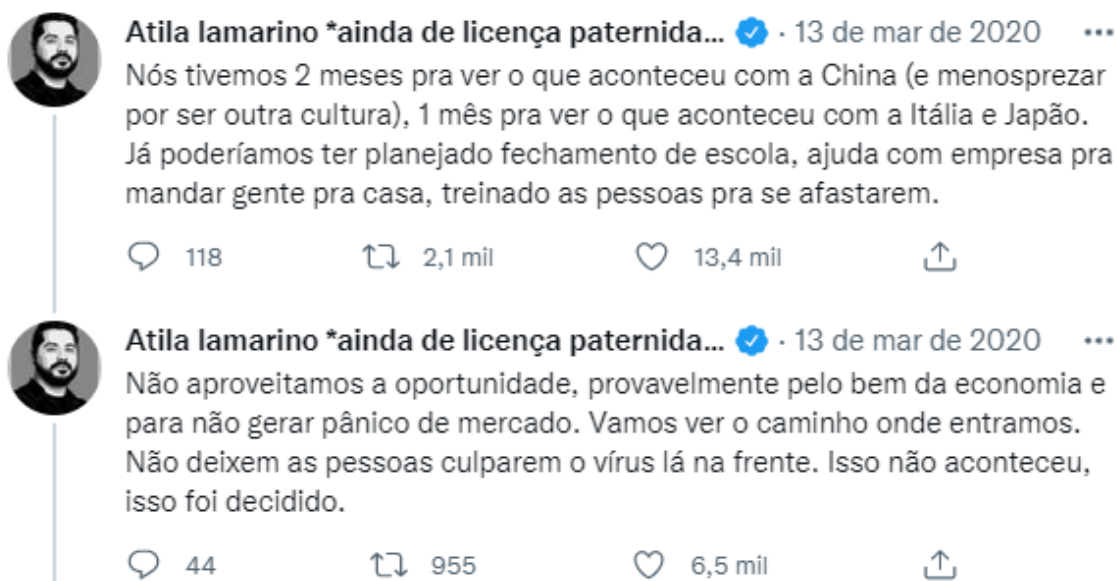 Atila Iamarino *ainda de licença paternida... · 13 de mar de 2020 ...
Nós tivemos 2 meses pra ver o que aconteceu com a China (e menosprezar
por ser outra cultura), 1 mês pra ver o que aconteceu com a Itália e Japão.
Já poderíamos ter planejado fechamento de escola, ajuda com empresa pra
mandar gente pra casa, treinado as pessoas pra se afastarem.
118 2,1 mil 13,4 mil
Atila Iamarino *ainda de licença paternida... · 13 de mar de 2020 ...
Não aproveitamos a oportunidade, provavelmente pelo bem da economia e
para não gerar pânico de mercado. Vamos ver o caminho onde entramos.
Não deixem as pessoas culparem o vírus lá na frente. Isso não aconteceu,
isso foi decidido.
44 955 6,5 mil